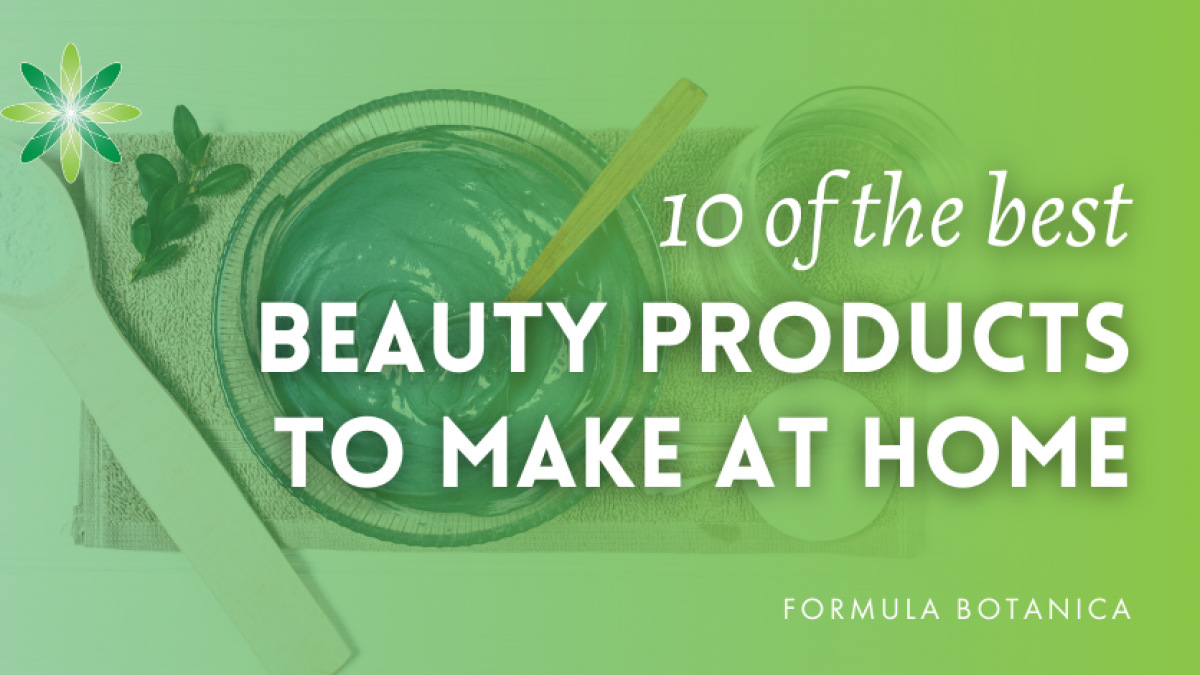 10 of the best
BEAUTY PRODUCTS
TO MAKE AT HOME
FORMULA BOTANICA